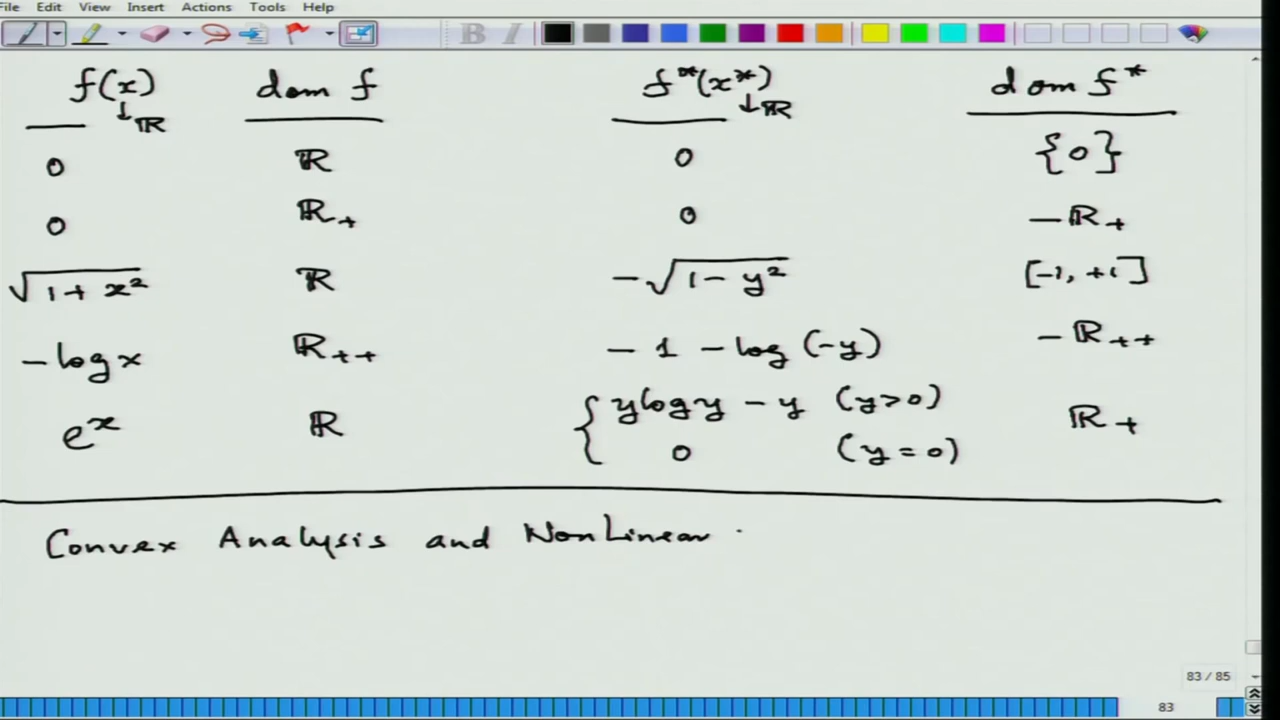 File Edit View Insert Actions Tools Help
B I
f(x) dom f f*(x*) dom f*
↓ℝ ↓ℝ
0 ℝ 0 {0}
0 ℝ₊ 0 -ℝ₊
√(1 + x²) ℝ -√(1 - y²) [-1, +1]
-log x ℝ₊₊ -1 - log(-y) -ℝ₊₊
eˣ ℝ { y log y - y (y>0) ℝ₊
0 (y = 0)
Convex Analysis and NonLinear
83 / 85
83